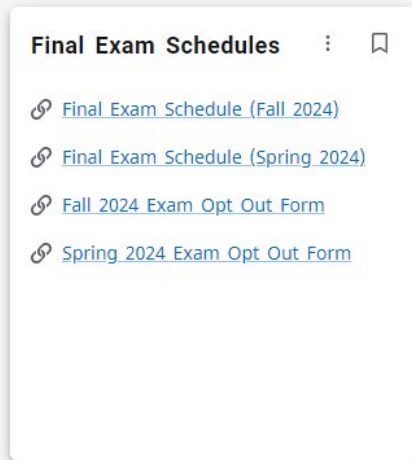 Final Exam Schedules
Final Exam Schedule (Fall 2024)
Final Exam Schedule (Spring 2024)
Fall 2024 Exam Opt Out Form
Spring 2024 Exam Opt Out Form